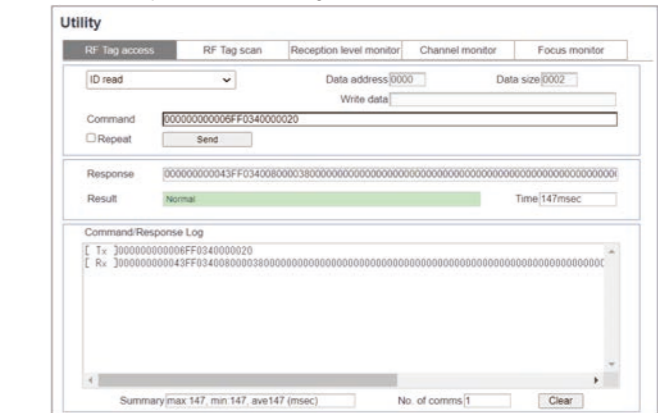 Utility
RF Tag access RF Tag scan Reception level monitor Channel monitor Focus monitor
ID read Data address 0000 Data size 0002
Write data
Command 000000000006FF0340000020
Repeat Send
Response
Result Normal Time 147msec
Command/Response Log
[ Tx ]000000000006FF0340000020
[ Rx ]
Summary max 147, min 147, ave147 (msec) No. of comms 1 Clear